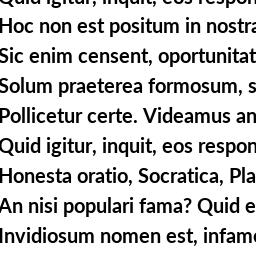 Quid igitur, inquit, eos respon
Hoc non est positum in nostra
Sic enim censent, oportunitat
Solum praeterea formosum, s
Pollicetur certe. Videamus an
Quid igitur, inquit, eos respon
Honesta oratio, Socratica, Pla
An nisi populari fama? Quid e
Invidiosum nomen est, infame